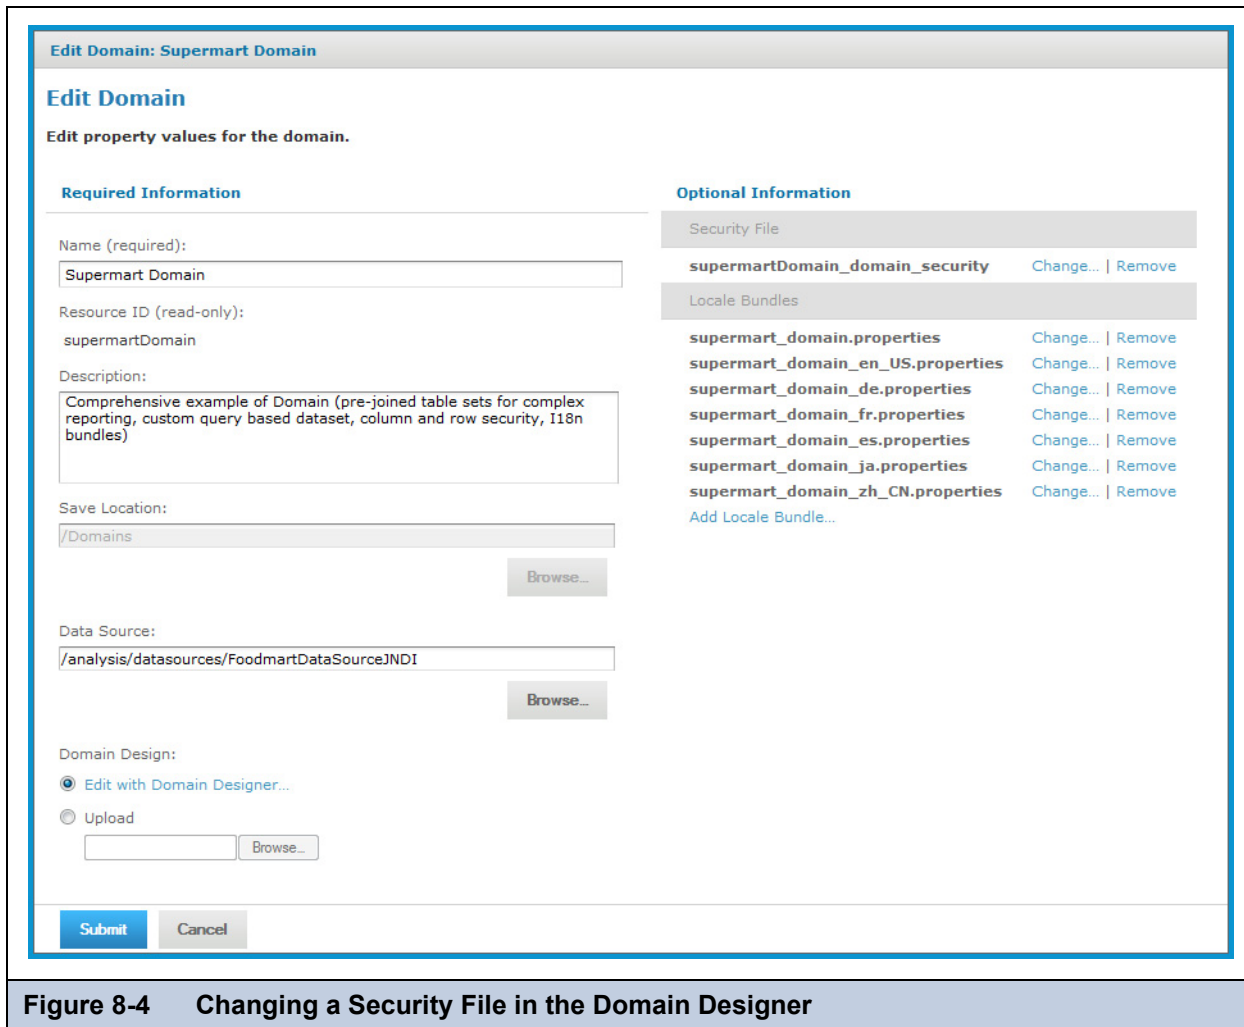 Edit Domain: Supermart Domain
Edit Domain
Edit property values for the domain.
Required Information
Name (required):
Supermart Domain
Resource ID (read-only):
supermartDomain
Description:
Comprehensive example of Domain (pre-joined table sets for complex
reporting, custom query based dataset, column and row security, I18n
bundles)
Save Location:
/Domains
Browse...
Data Source:
/analysis/datasources/FoodmartDataSourceJNDI
Browse...
Domain Design:
Edit with Domain Designer...
Upload
Browse...
Optional Information
Security File
supermartDomain_domain_security Change... | Remove
Locale Bundles
supermart_domain.properties Change... | Remove
supermart_domain_en_US.properties Change... | Remove
supermart_domain_de.properties Change... | Remove
supermart_domain_fr.properties Change... | Remove
supermart_domain_es.properties Change... | Remove
supermart_domain_ja.properties Change... | Remove
supermart_domain_zh_CN.properties Change... | Remove
Add Locale Bundle...
Submit Cancel
Figure 8-4 Changing a Security File in the Domain Designer